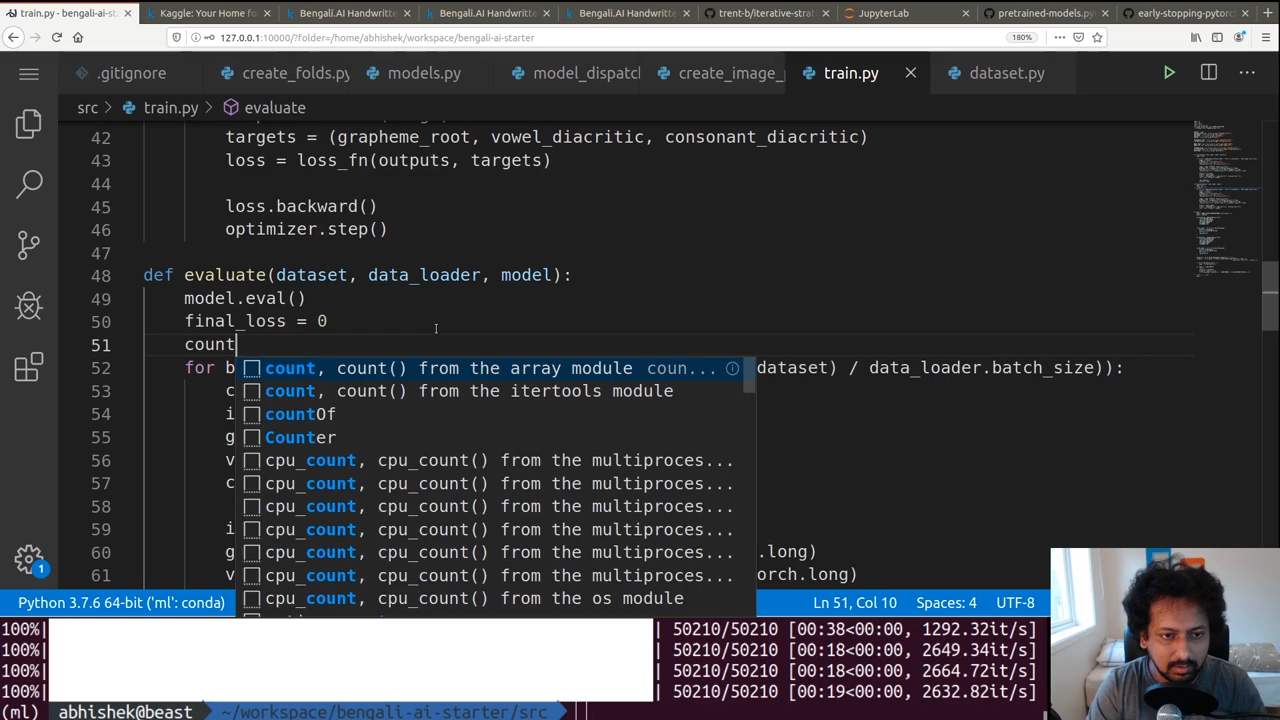 train.py - bengali-ai-sta
Kaggle: Your Home fo
Bengali.AI Handwritte
Bengali.AI Handwritte
Bengali.AI Handwritte
trent-b/iterative-strat
JupyterLab
pretrained-models.py
early-stopping-pytorc
127.0.0.1:10000/?folder=/home/abhishek/workspace/bengali-ai-starter
180%
.gitignore
create_folds.py
models.py
model_dispatc
create_image_
train.py
dataset.py
src > train.py > evaluate
42 targets = (grapheme_root, vowel_diacritic, consonant_diacritic)
43 loss = loss_fn(outputs, targets)
44
45 loss.backward()
46 optimizer.step()
47
48 def evaluate(dataset, data_loader, model):
49 model.eval()
50 final_loss = 0
51 count
52 for b dataset) / data_loader.batch_size)):
count, count() from the array module coun...
53 c
count, count() from the itertools module
54 i
countOf
55 g
Counter
56 v
cpu_count, cpu_count() from the multiproces...
57 c
cpu_count, cpu_count() from the multiproces...
58
cpu_count, cpu_count() from the multiproces...
59 i
cpu_count, cpu_count() from the multiproces...
60 g .long)
cpu_count, cpu_count() from the multiproces...
61 v orch.long)
cpu_count, cpu_count() from the multiproces...
cpu_count, cpu_count() from the os module
1
Python 3.7.6 64-bit ('ml': conda)
Ln 51, Col 10
Spaces: 4
UTF-8
100%| | 50210/50210 [00:38<00:00, 1292.32it/s]
100%| | 50210/50210 [00:18<00:00, 2649.34it/s]
100%| | 50210/50210 [00:18<00:00, 2664.72it/s]
100%| | 50210/50210 [00:19<00:00, 2632.82it/s]
(ml) abhishek@beast ~/workspace/bengali-ai-starter/src